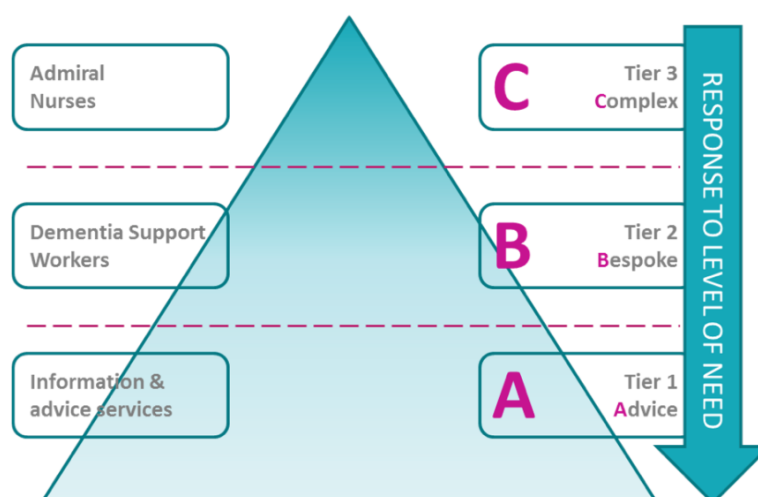 Admiral
Nurses
C
Tier 3
Complex
Dementia Support
Workers
B
Tier 2
Bespoke
Information &
advice services
A
Tier 1
Advice
RESPONSE TO LEVEL OF NEED